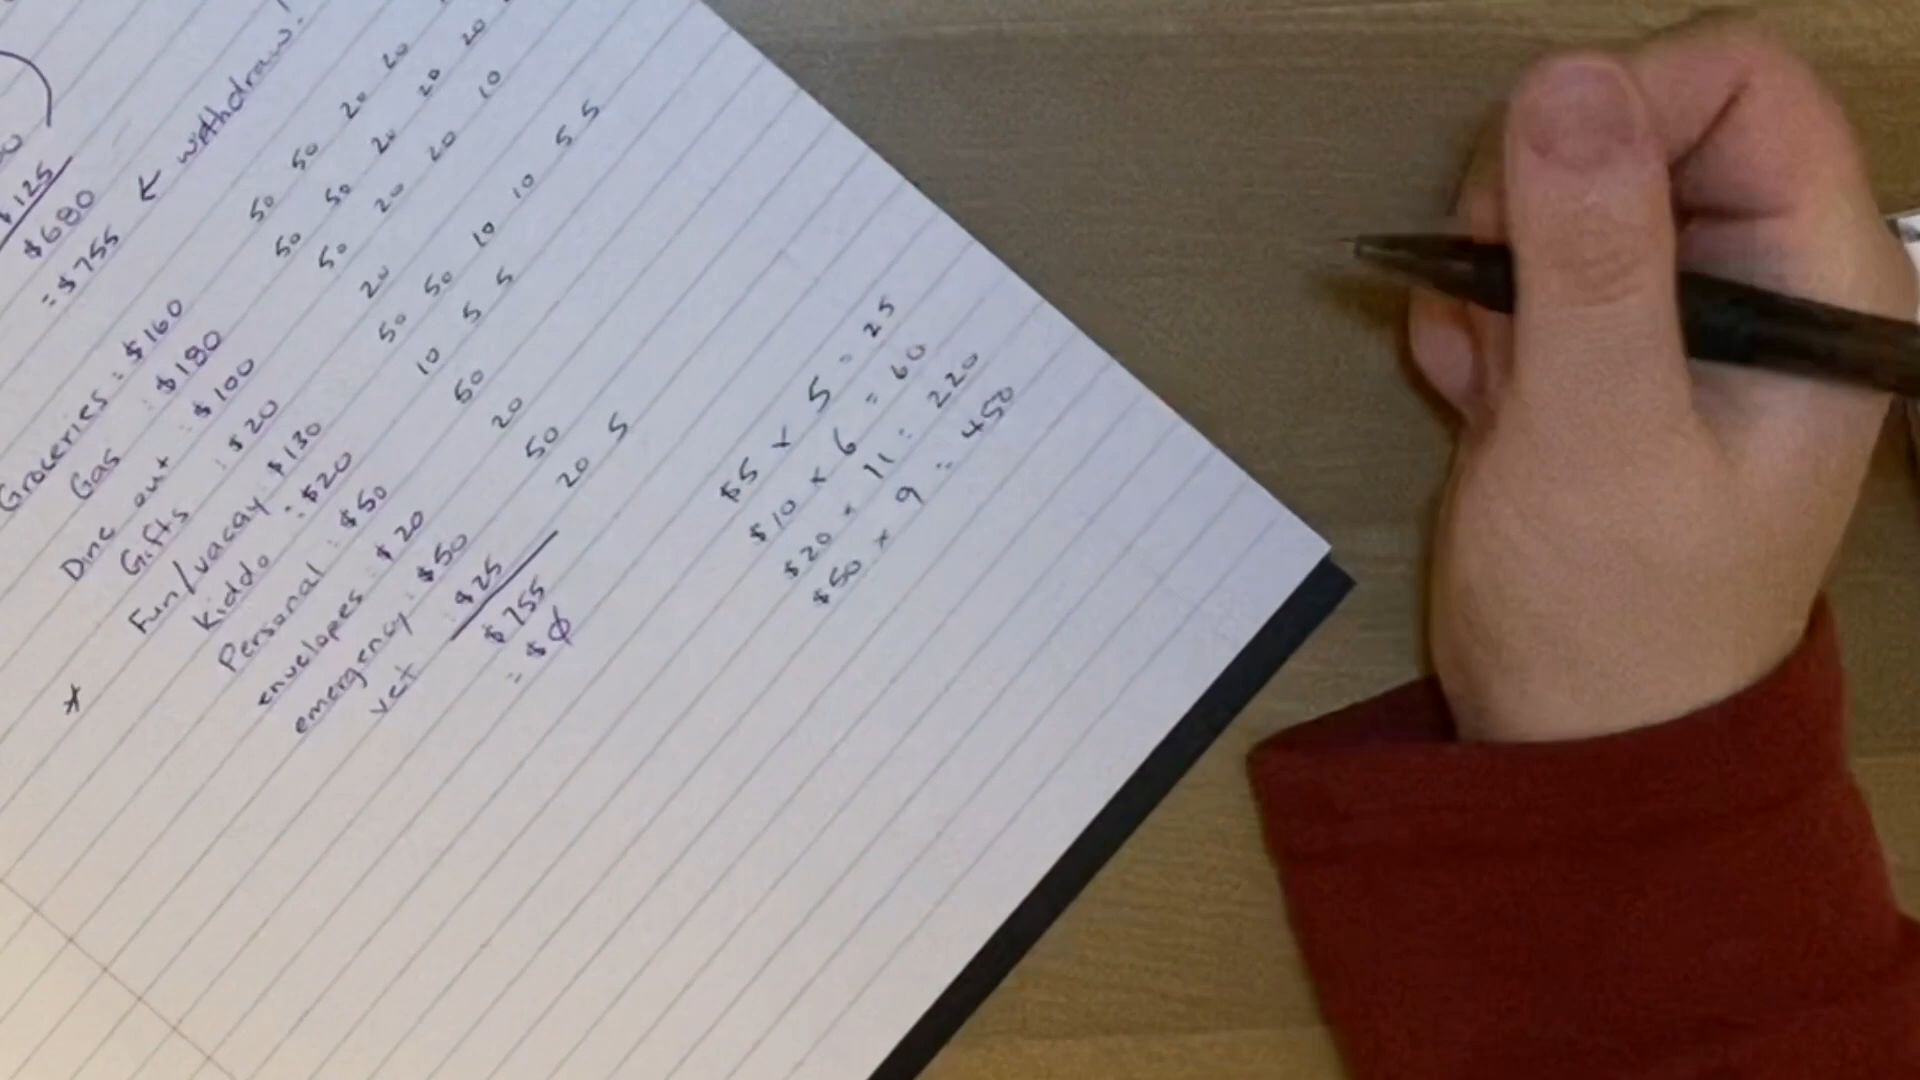 $125
$680
= $755 ← withdraw!
Groceries : $160 50 50 20 20
Gas : $180 50 50 20 20 20
Dine out : $100 50 20 20 10
Gifts : $20 20
* Fun/vacay : $130 50 50 10 10 5 5
Kiddo : $20 10 5 5
Personal : $50 50
envelopes : $20 20
emergency : $50 50
vet : $25 20 5
$755
= $0
$5 x 5 = 25
$10 x 6 = 60
$20 x 11 = 220
$50 x 9 = 450